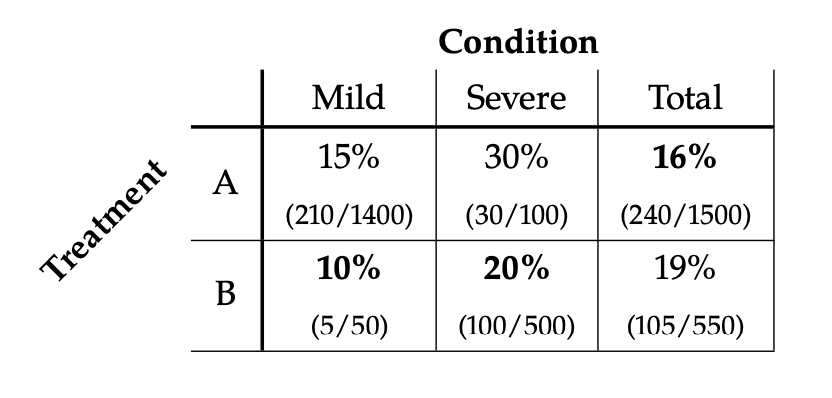 Condition
Mild Severe Total
Treatment
A 15% 30% 16%
(210/1400) (30/100) (240/1500)
B 10% 20% 19%
(5/50) (100/500) (105/550)